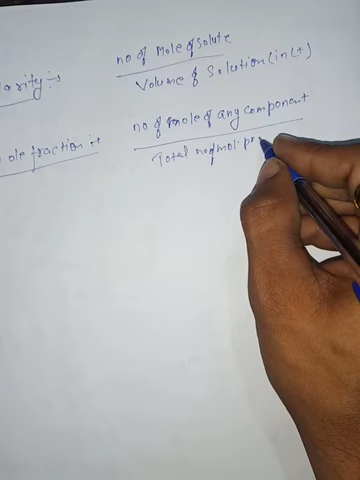 no of Mole of Solute
arity :→
Volume of Solution (in Lt)
no of mole of any component
ole fraction :→
Total no of mol. pr